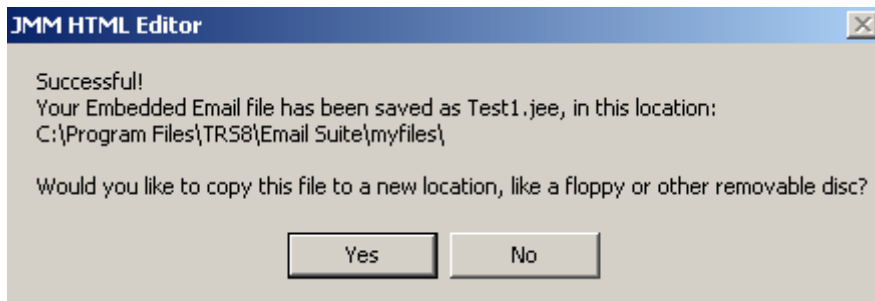 JMM HTML Editor
Successful!
Your Embedded Email file has been saved as Test1.jee, in this location:
C:\Program Files\TRS8\Email Suite\myfiles\
Would you like to copy this file to a new location, like a floppy or other removable disc?
Yes
No